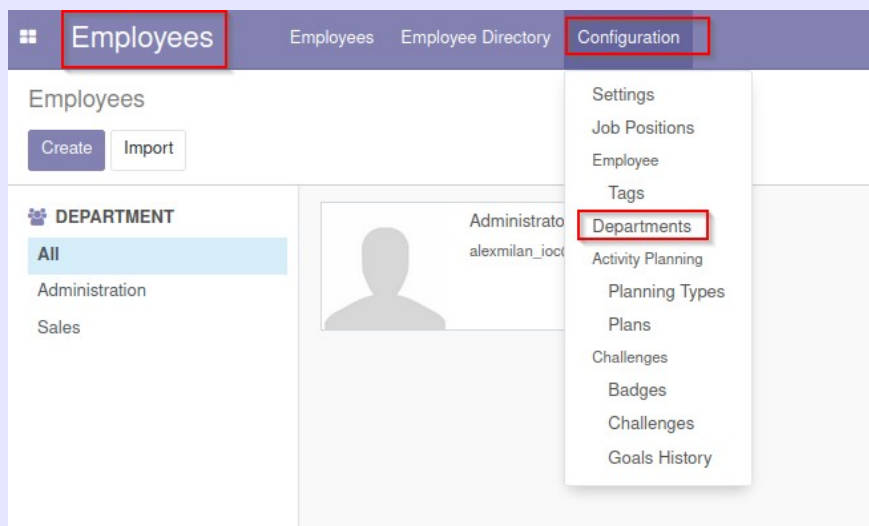 Employees Employees Employee Directory Configuration
Employees
Create Import
DEPARTMENT
All
Administration
Sales
Administrato
alexmilan_ioc
Settings
Job Positions
Employee
Tags
Departments
Activity Planning
Planning Types
Plans
Challenges
Badges
Challenges
Goals History